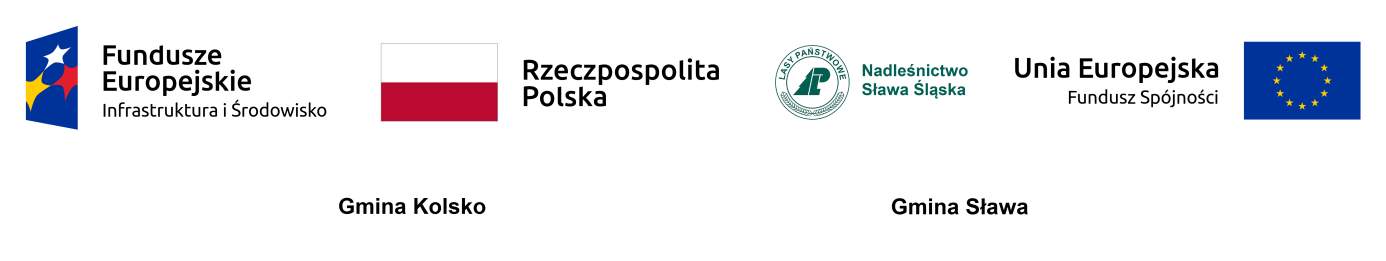 Fundusze
Europejskie
Infrastruktura i Środowisko
Rzeczpospolita
Polska
LASY PAŃSTWOWE
Nadleśnictwo
Sława Śląska
Unia Europejska
Fundusz Spójności
Gmina Kolsko
Gmina Sława